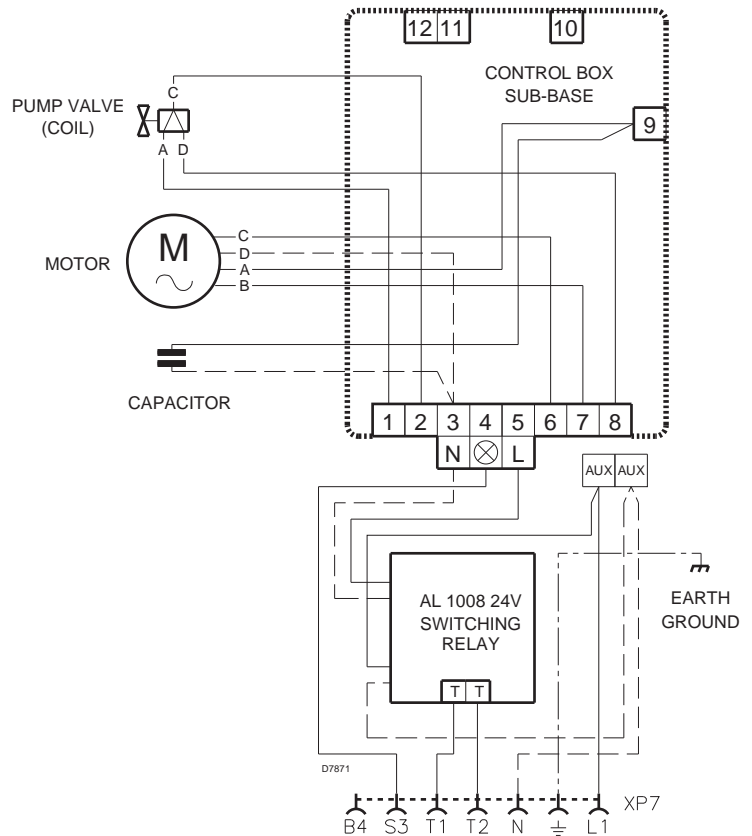 12 11 10
CONTROL BOX
SUB-BASE
9
PUMP VALVE
(COIL)
C
A D
MOTOR
M
C
D
A
B
CAPACITOR
1 2 3 4 5 6 7 8
N L
AUX AUX
AL 1008 24V
SWITCHING
RELAY
T T
EARTH
GROUND
D7871
XP7
B4 S3 T1 T2 N L1